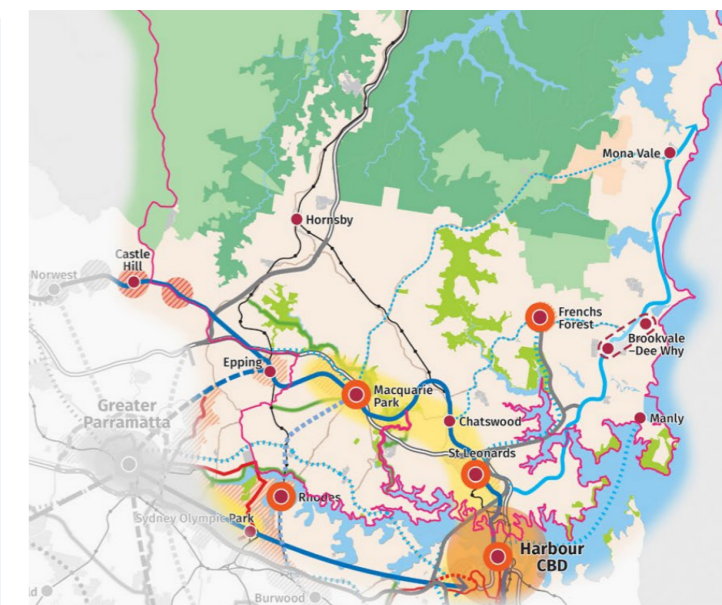 Mona Vale
Hornsby
Castle
Hill
Norwest
Frenchs
Forest
Brookvale
–Dee Why
Epping
Macquarie
Park
Greater
Parramatta
Chatswood
Manly
St Leonards
Rhodes
Sydney Olympic Park
Harbour
CBD
Burwood
ld